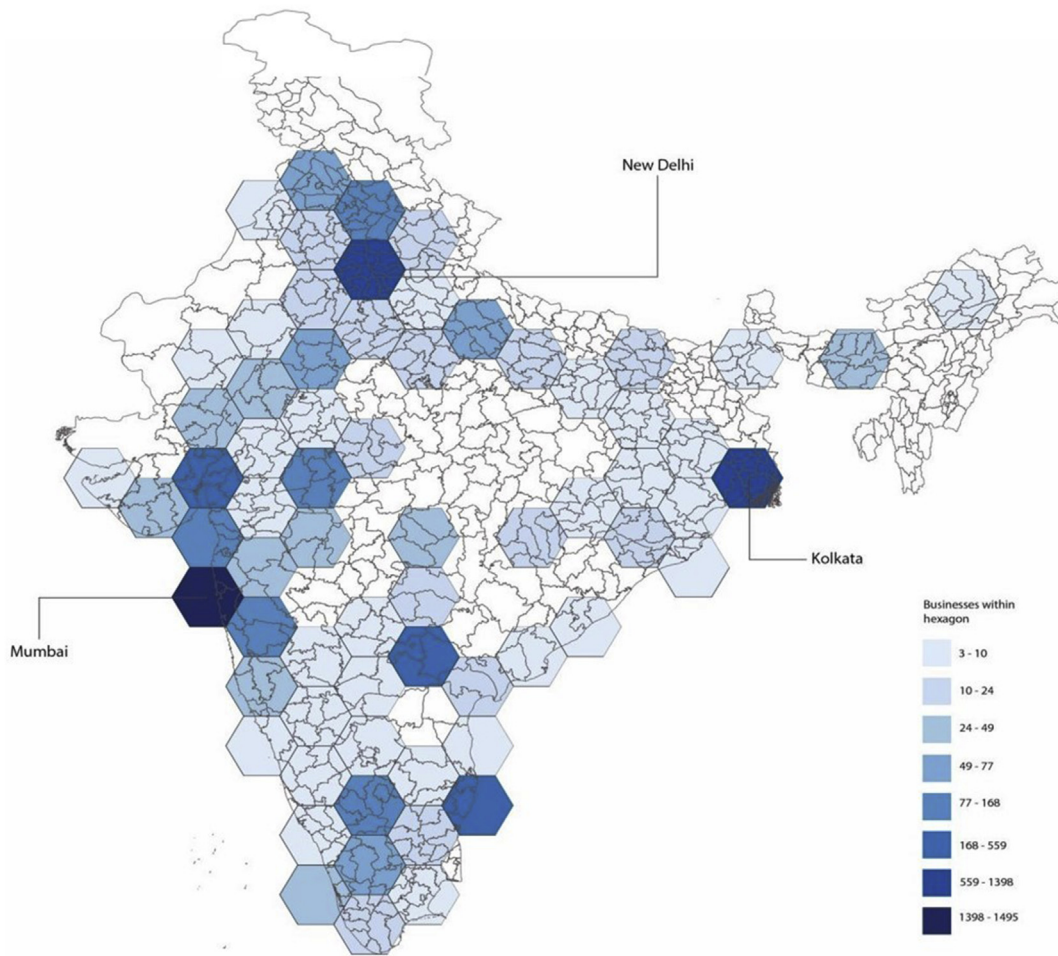 New Delhi
Kolkata
Mumbai
Businesses within
hexagon
3 - 10
10 - 24
24 - 49
49 - 77
77 - 168
168 - 559
559 - 1398
1398 - 1495